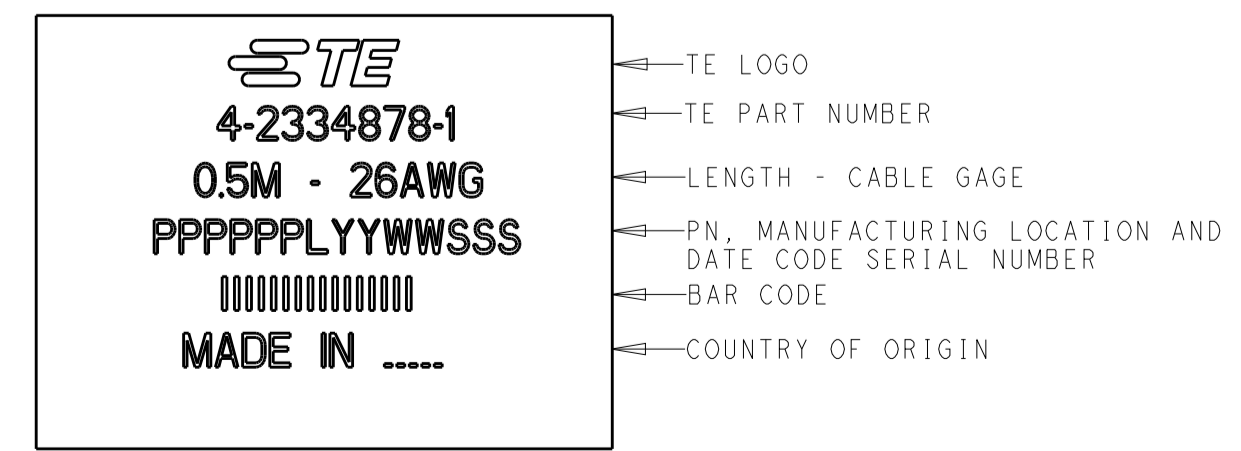 TE
TE LOGO
4-2334878-1
TE PART NUMBER
0.5M - 26AWG
LENGTH - CABLE GAGE
PPPPPPLYYWWSSS
PN, MANUFACTURING LOCATION AND
DATE CODE SERIAL NUMBER
BAR CODE
MADE IN _____
COUNTRY OF ORIGIN